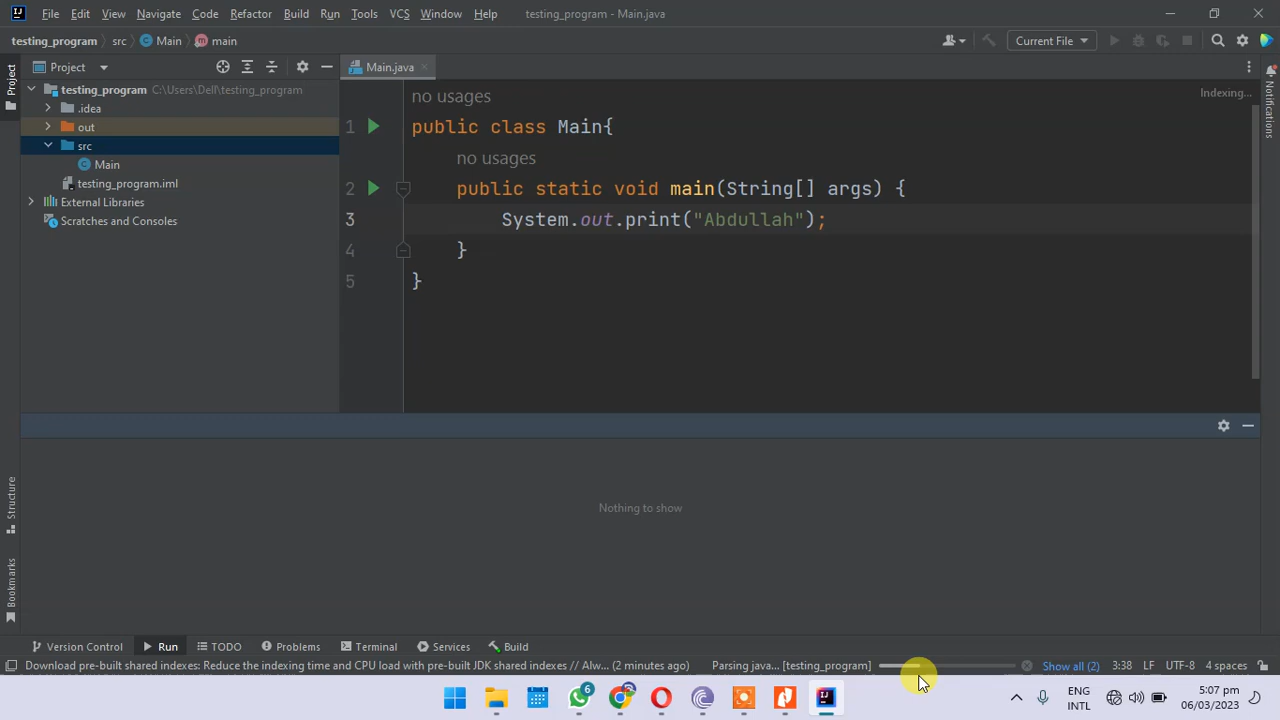 File Edit View Navigate Code Refactor Build Run Tools VCS Window Help testing_program - Main.java
testing_program src Main main Current File
Project Main.java
testing_program C:\Users\Dell\testing_program
.idea
out
src
Main
testing_program.iml
External Libraries
Scratches and Consoles
Project
Structure
Bookmarks
no usages
1 public class Main{
no usages
2 public static void main(String[] args) {
3 System.out.print("Abdullah");
4 }
5 }
Indexing...
Notifications
Nothing to show
Version Control Run TODO Problems Terminal Services Build
Download pre-built shared indexes: Reduce the indexing time and CPU load with pre-built JDK shared indexes // Alw... (2 minutes ago) Parsing java... [testing_program] Show all (2) 3:38 LF UTF-8 4 spaces
6
ENG
INTL
5:07 pm
06/03/2023